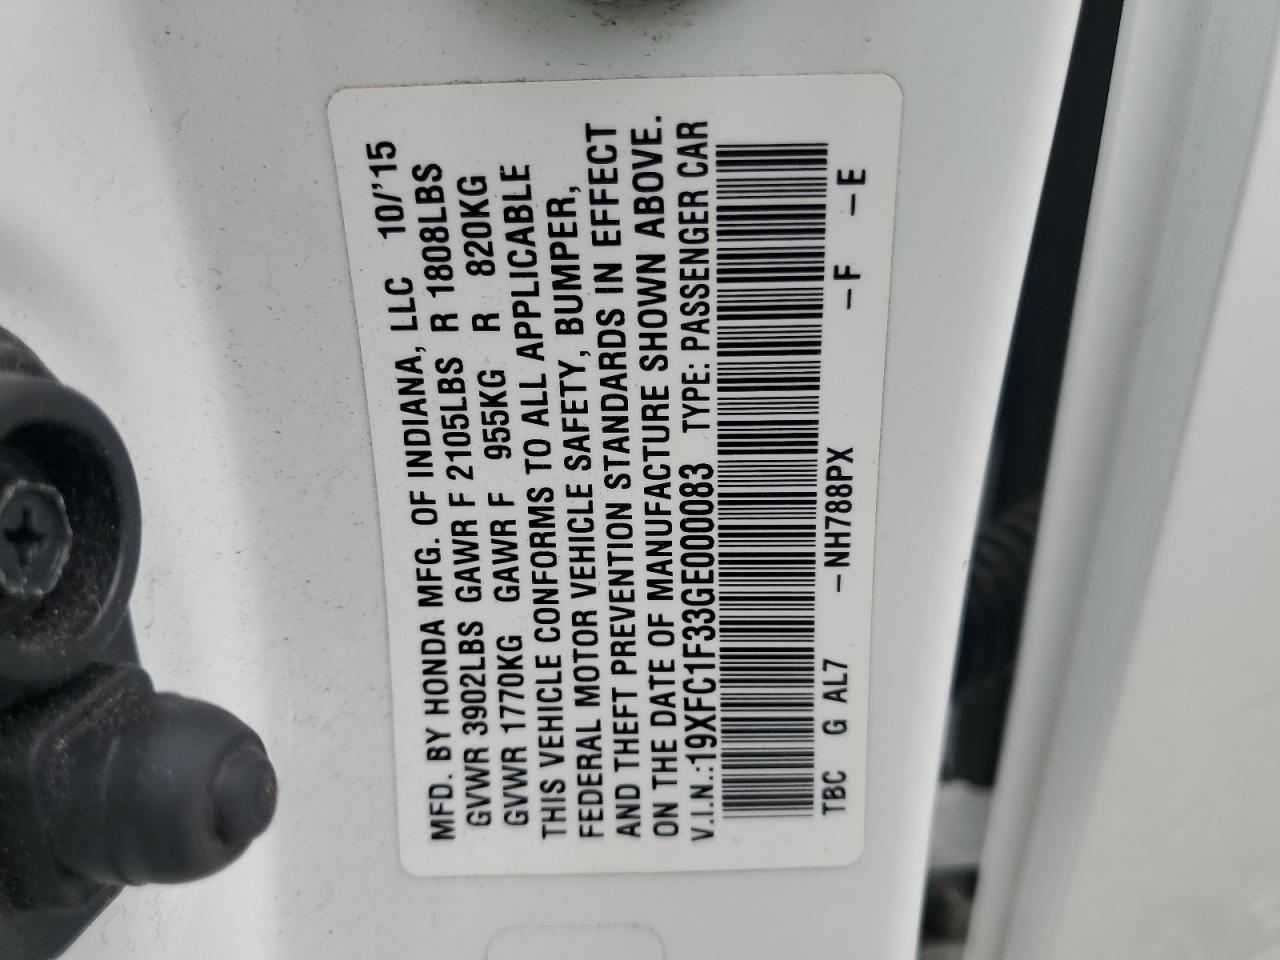 MFD. BY HONDA MFG. OF INDIANA, LLC 10/'15
GVWR 3902LBS GAWR F 2105LBS R 1808LBS
GVWR 1770KG GAWR F 955KG R 820KG
THIS VEHICLE CONFORMS TO ALL APPLICABLE
FEDERAL MOTOR VEHICLE SAFETY, BUMPER,
AND THEFT PREVENTION STANDARDS IN EFFECT
ON THE DATE OF MANUFACTURE SHOWN ABOVE.
V.I.N.:19XFC1F33GE000083 TYPE: PASSENGER CAR
TBC G AL7 -NH788PX -F -E